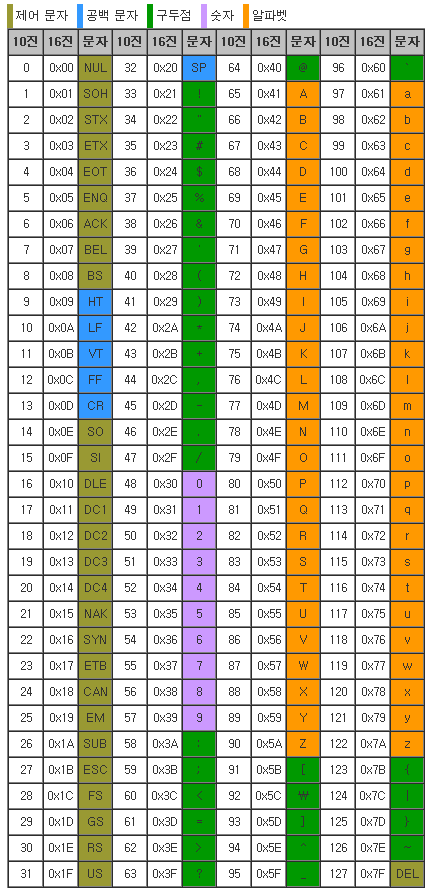 제어 문자 공백 문자 구두점 숫자 알파벳
10진 16진 문자 10진 16진 문자 10진 16진 문자 10진 16진 문자
0 0x00 NUL 32 0x20 SP 64 0x40 @ 96 0x60 `
1 0x01 SOH 33 0x21 ! 65 0x41 A 97 0x61 a
2 0x02 STX 34 0x22 " 66 0x42 B 98 0x62 b
3 0x03 ETX 35 0x23 # 67 0x43 C 99 0x63 c
4 0x04 EOT 36 0x24 $ 68 0x44 D 100 0x64 d
5 0x05 ENQ 37 0x25 % 69 0x45 E 101 0x65 e
6 0x06 ACK 38 0x26 & 70 0x46 F 102 0x66 f
7 0x07 BEL 39 0x27 ' 71 0x47 G 103 0x67 g
8 0x08 BS 40 0x28 ( 72 0x48 H 104 0x68 h
9 0x09 HT 41 0x29 ) 73 0x49 I 105 0x69 i
10 0x0A LF 42 0x2A * 74 0x4A J 106 0x6A j
11 0x0B VT 43 0x2B + 75 0x4B K 107 0x6B k
12 0x0C FF 44 0x2C , 76 0x4C L 108 0x6C l
13 0x0D CR 45 0x2D - 77 0x4D M 109 0x6D m
14 0x0E SO 46 0x2E . 78 0x4E N 110 0x6E n
15 0x0F SI 47 0x2F / 79 0x4F O 111 0x6F o
16 0x10 DLE 48 0x30 0 80 0x50 P 112 0x70 p
17 0x11 DC1 49 0x31 1 81 0x51 Q 113 0x71 q
18 0x12 DC2 50 0x32 2 82 0x52 R 114 0x72 r
19 0x13 DC3 51 0x33 3 83 0x53 S 115 0x73 s
20 0x14 DC4 52 0x34 4 84 0x54 T 116 0x74 t
21 0x15 NAK 53 0x35 5 85 0x55 U 117 0x75 u
22 0x16 SYN 54 0x36 6 86 0x56 V 118 0x76 v
23 0x17 ETB 55 0x37 7 87 0x57 W 119 0x77 w
24 0x18 CAN 56 0x38 8 88 0x58 X 120 0x78 x
25 0x19 EM 57 0x39 9 89 0x59 Y 121 0x79 y
26 0x1A SUB 58 0x3A : 90 0x5A Z 122 0x7A z
27 0x1B ESC 59 0x3B ; 91 0x5B [ 123 0x7B {
28 0x1C FS 60 0x3C < 92 0x5C ₩ 124 0x7C |
29 0x1D GS 61 0x3D = 93 0x5D ] 125 0x7D }
30 0x1E RS 62 0x3E > 94 0x5E ^ 126 0x7E ~
31 0x1F US 63 0x3F ? 95 0x5F _ 127 0x7F DEL